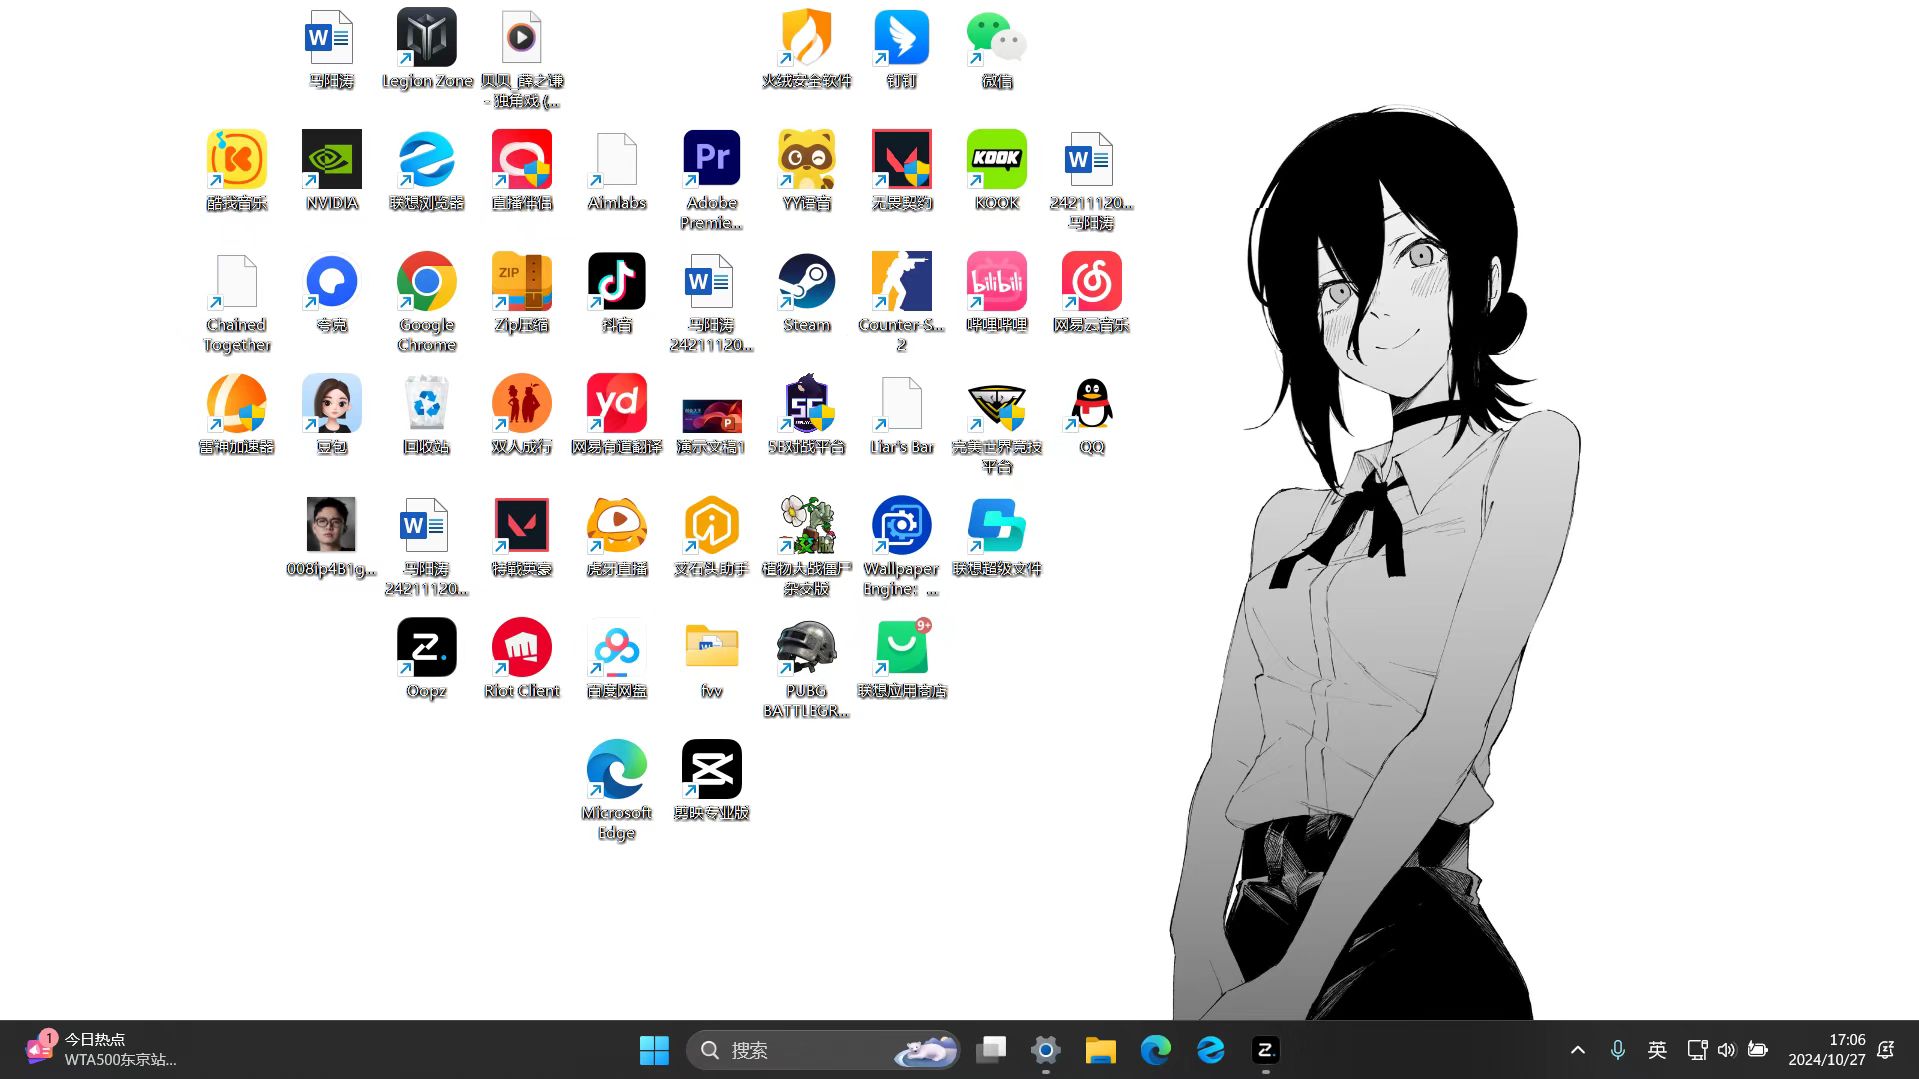 马阳涛
Legion Zone
贝贝_薛之谦
- 独角戏 (...
火绒安全软件
钉钉
微信
酷我音乐
NVIDIA
联想浏览器
直播伴侣
Aimlabs
Pr
Adobe
Premie...
YY语音
无畏契约
KOOK
KOOK
24211120...
马阳涛
Chained
Together
夸克
Google
Chrome
ZIP
Zip压缩
抖音
马阳涛
24211120...
Steam
Counter-S...
2
bilibili
哔哩哔哩
网易云音乐
雷神加速器
豆包
回收站
双人成行
yd
网易有道翻译
演示文稿1
5E
5E对战平台
Liar's Bar
完美世界竞技
平台
QQ
008ip4B1g...
马阳涛
24211120...
特戰英豪
虎牙直播
艾石头助手
植物大战僵尸
杂交版
Wallpaper
Engine: ...
联想超级文件
Z.
Oopz
Riot Client
百度网盘
fvv
PUBG
BATTLEGR...
9+
联想应用商店
Microsoft
Edge
剪映专业版
1
今日热点
WTA500东京站...
搜索
Z.
英
17:06
2024/10/27